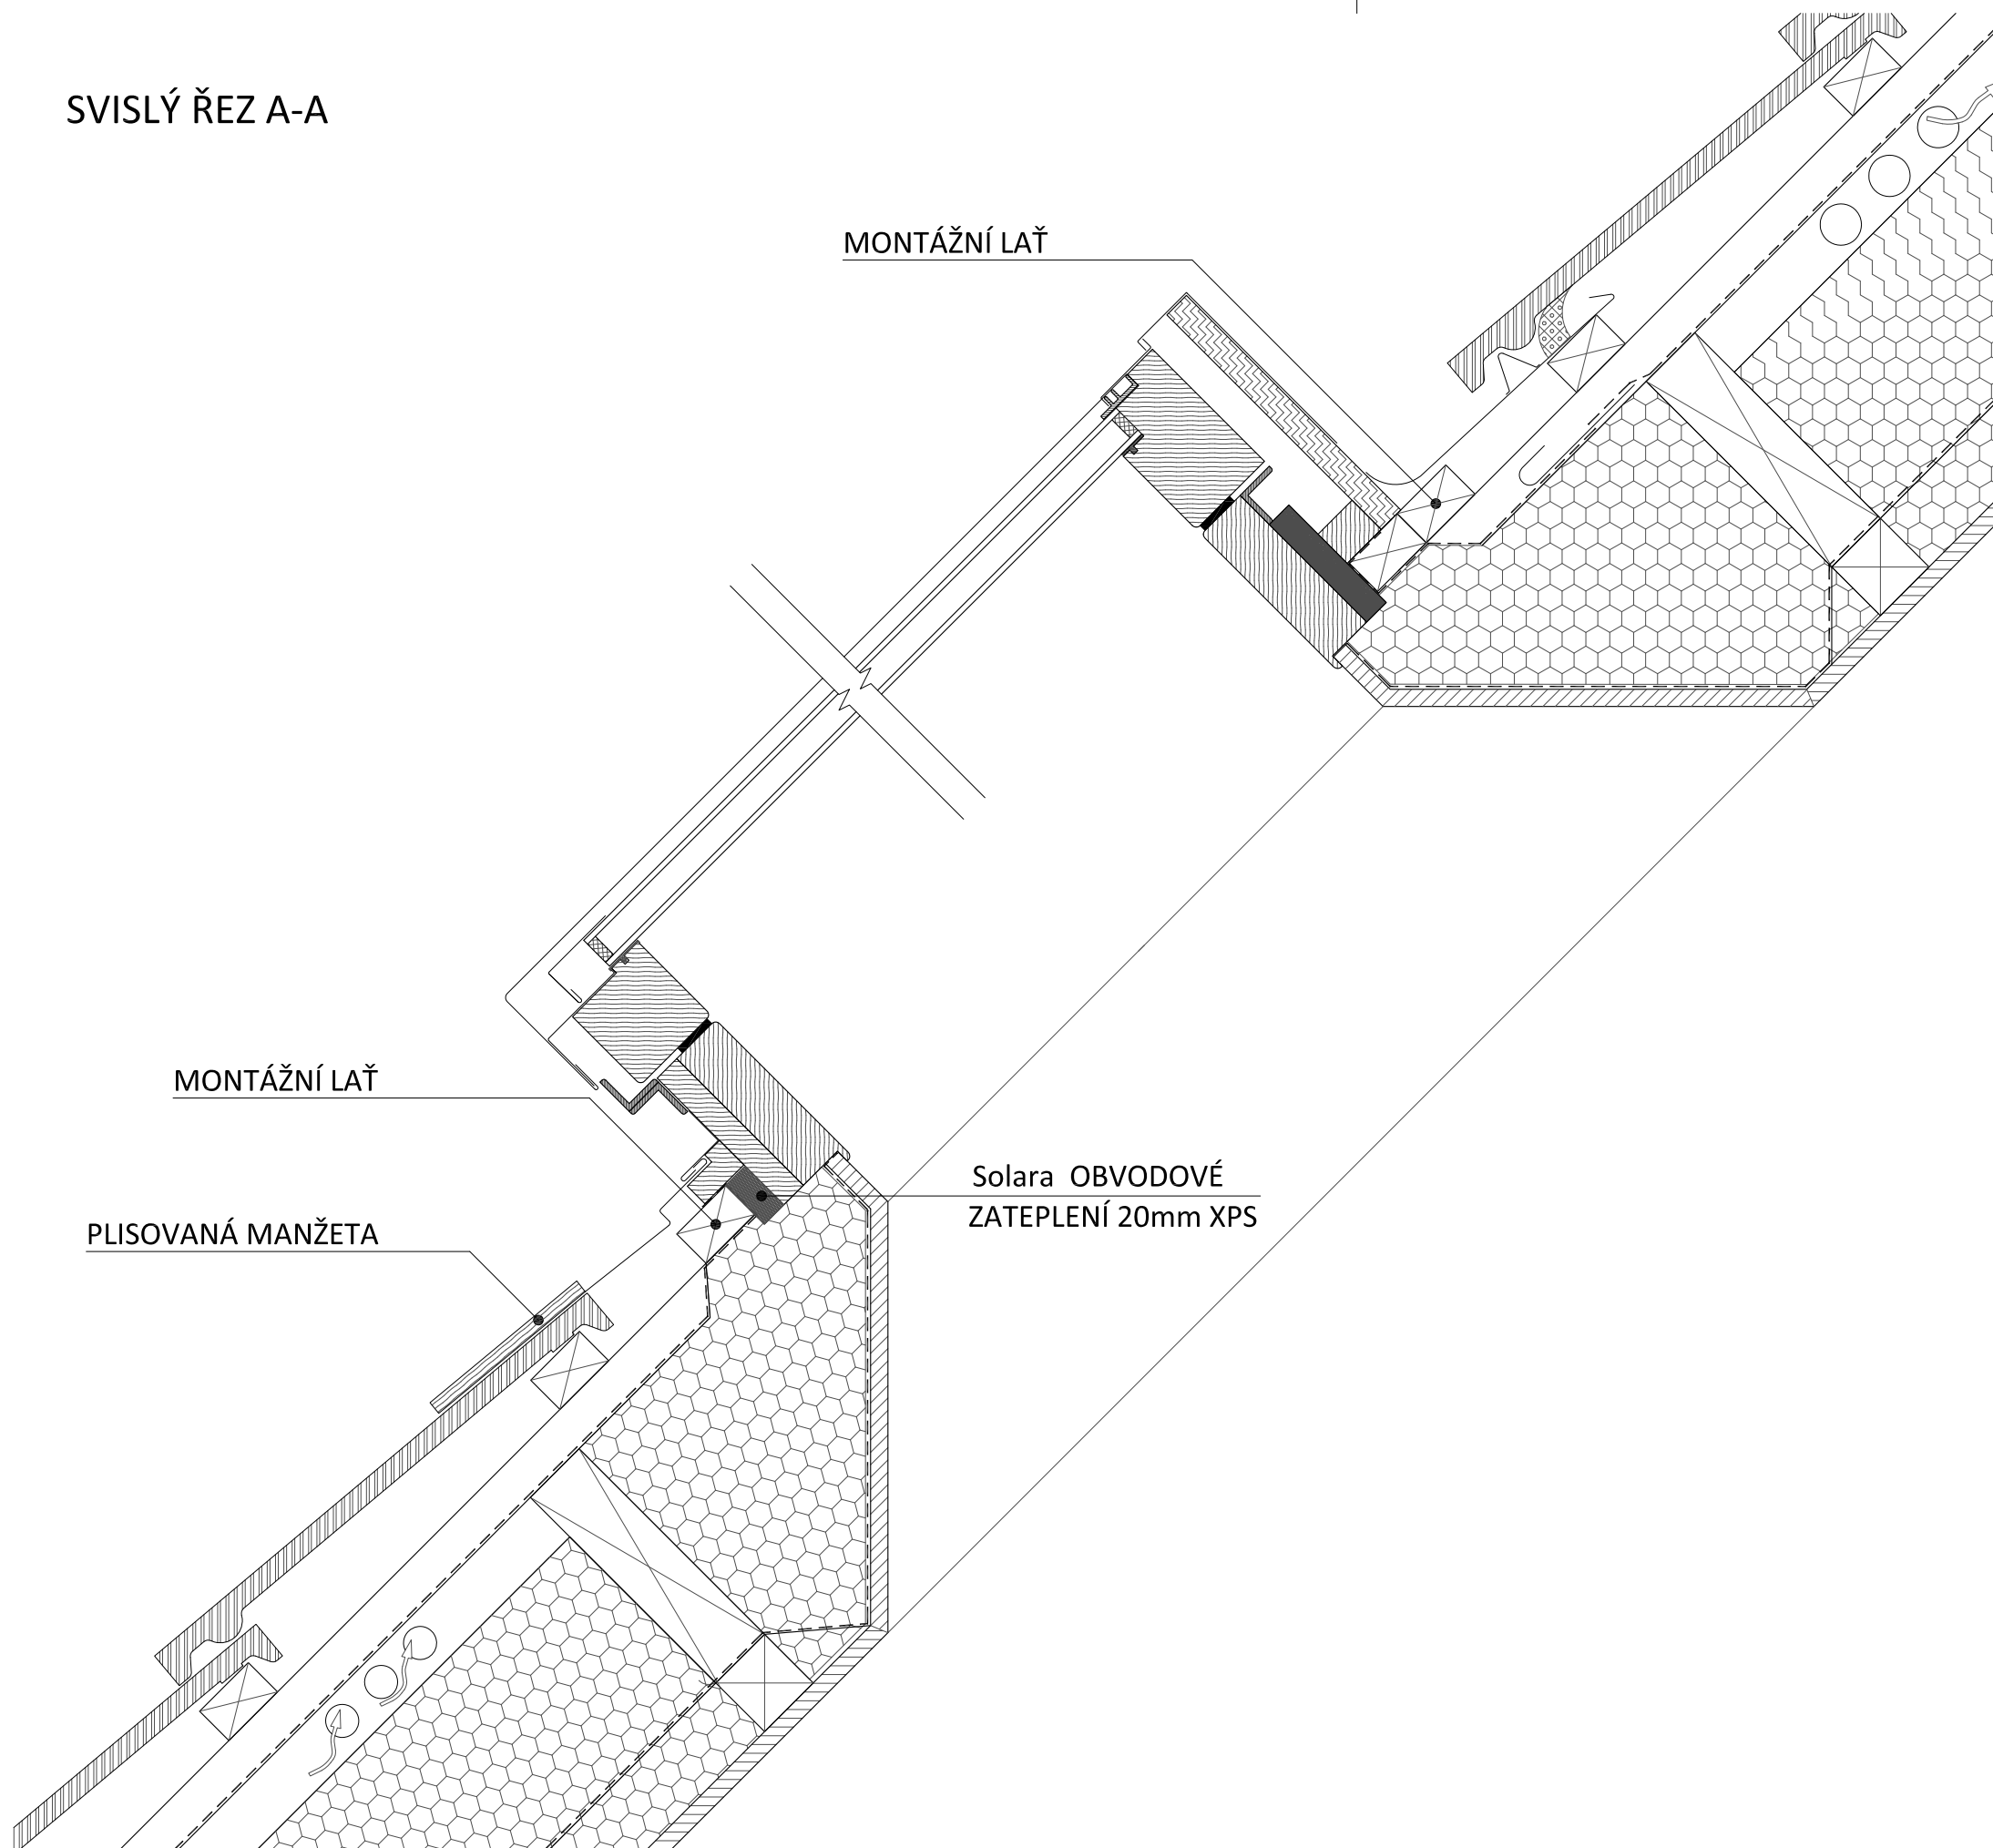 SVISLÝ ŘEZ A-A
MONTÁŽNÍ LAŤ
MONTÁŽNÍ LAŤ
Solara OBVODOVÉ
ZATEPLENÍ 20mm XPS
PLISOVANÁ MANŽETA